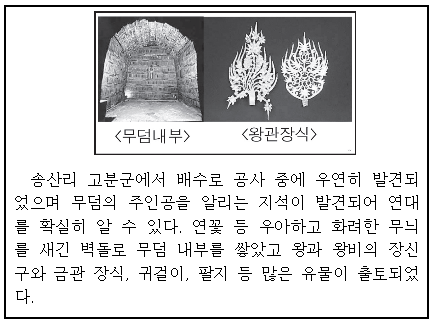 <무덤내부>
<왕관장식>
송산리 고분군에서 배수로 공사 중에 우연히 발견되
었으며 무덤의 주인공을 알리는 지석이 발견되어 연대
를 확실히 알 수 있다. 연꽃 등 우아하고 화려한 무늬
를 새긴 벽돌로 무덤 내부를 쌓았고 왕과 왕비의 장신
구와 금관 장식, 귀걸이, 팔지 등 많은 유물이 출토되었
다.